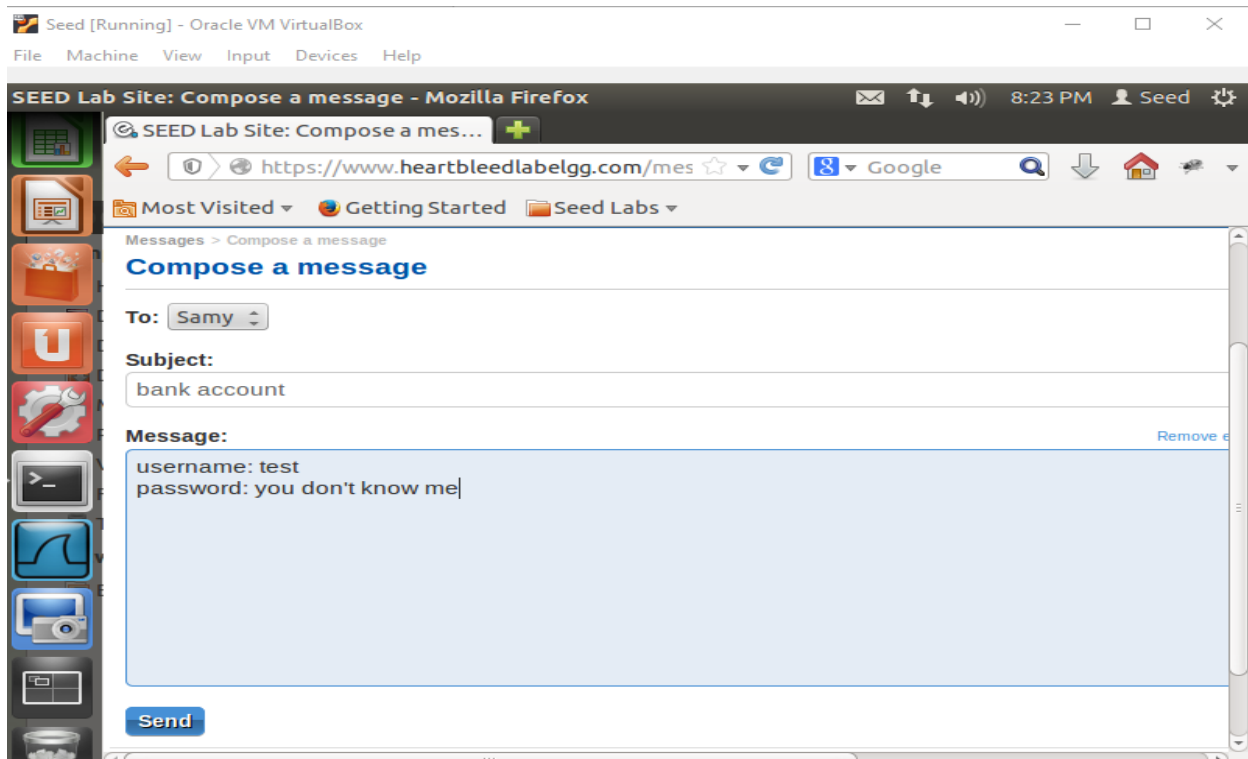 Seed [Running] - Oracle VM VirtualBox
File Machine View Input Devices Help
SEED Lab Site: Compose a message - Mozilla Firefox 8:23 PM Seed
SEED Lab Site: Compose a mes...
https://www.heartbleedlabelgg.com/mes Google
Most Visited Getting Started Seed Labs
Messages > Compose a message
Compose a message
To: Samy
Subject:
bank account
Message: Remove e
username: test
password: you don't know me
Send